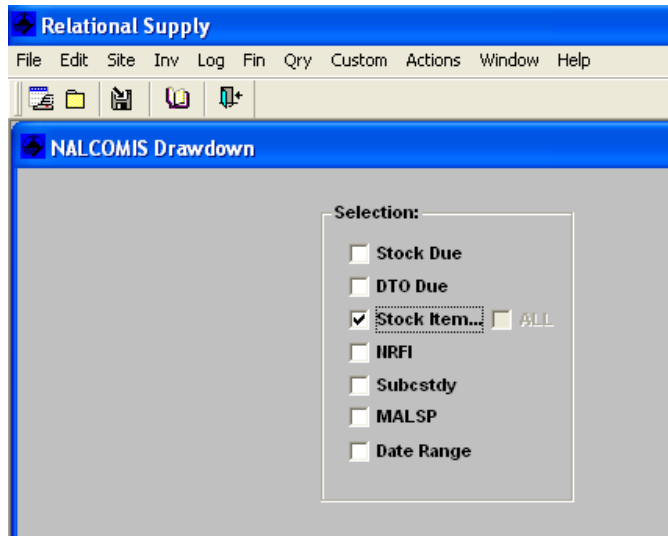 Relational Supply
File Edit Site Inv Log Fin Qry Custom Actions Window Help
NALCOMIS Drawdown
Selection:
Stock Due
DTO Due
Stock Item... ALL
NRFI
Subcstdy
MALSP
Date Range